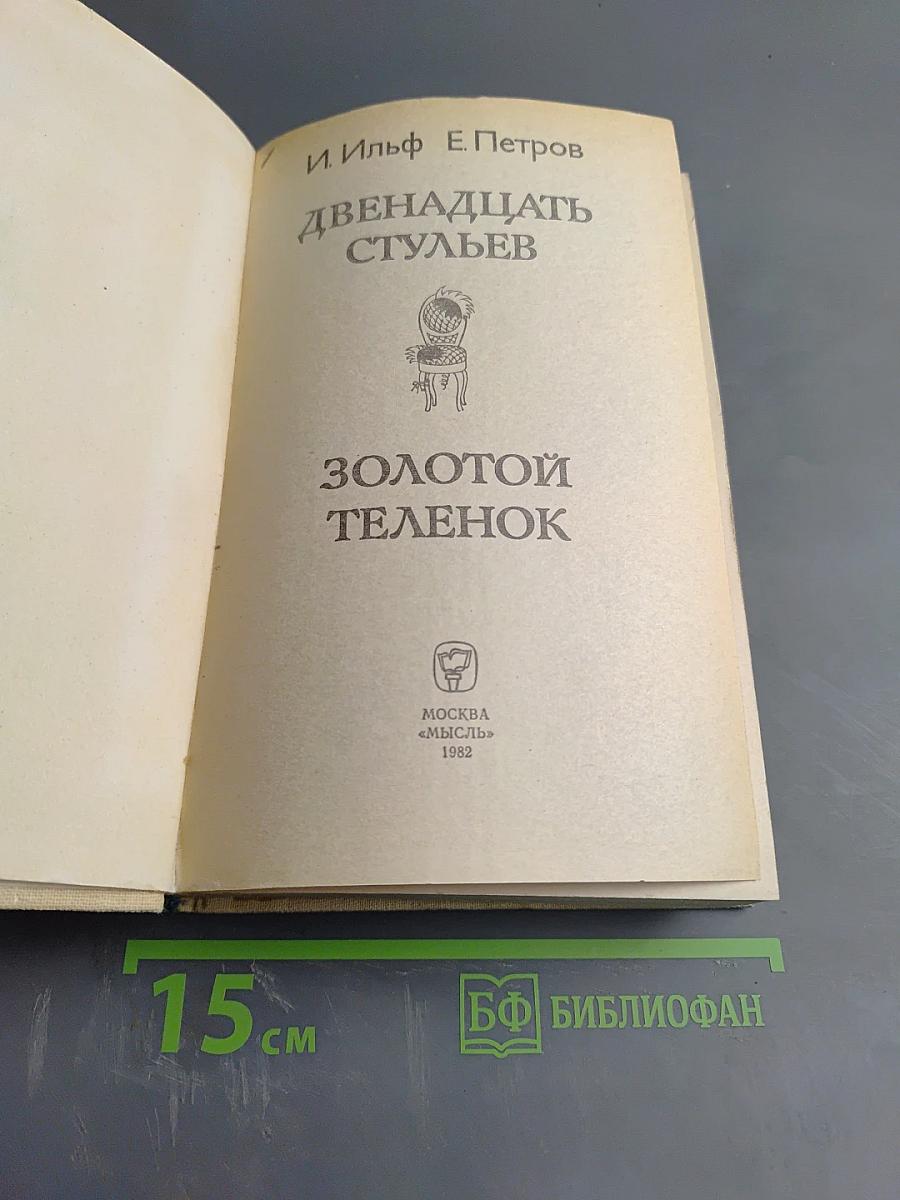 И. Ильф Е. Петров
ДВЕНАДЦАТЬ
СТУЛЬЕВ
ЗОЛОТОЙ
ТЕЛЕНОК
МОСКВА
«МЫСЛЬ»
1982
15 см
БФ БИБЛИОФАН